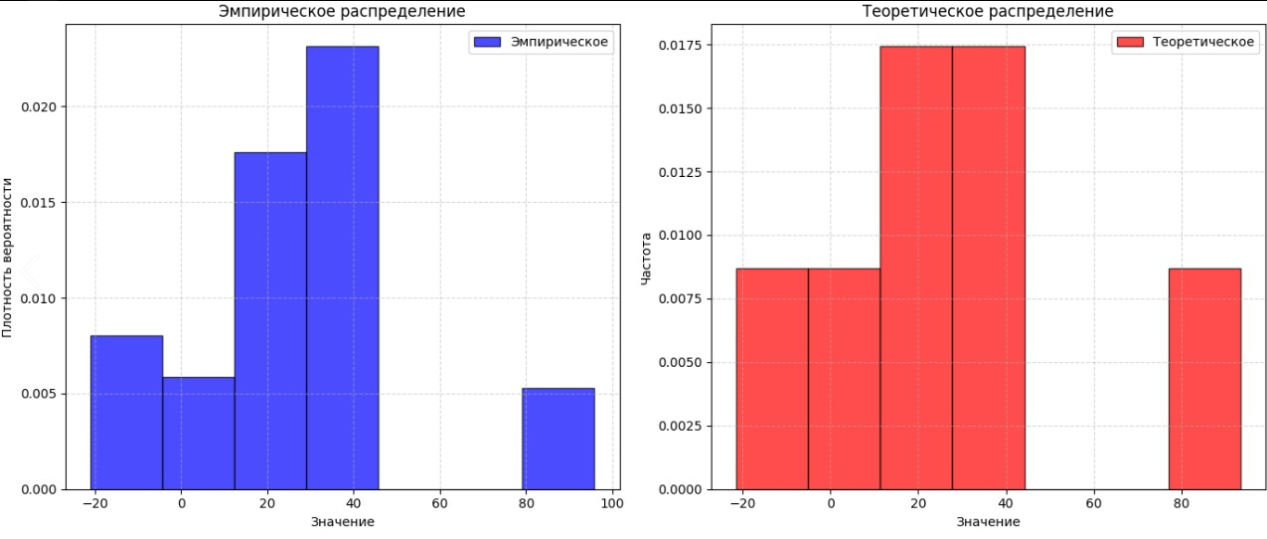 Эмпирическое распределение
Эмпирическое
Плотность вероятности
0.020
0.015
0.010
0.005
0.000
−20 0 20 40 60 80 100
Значение
Теоретическое распределение
Теоретическое
Частота
0.0175
0.0150
0.0125
0.0100
0.0075
0.0050
0.0025
0.0000
−20 0 20 40 60 80
Значение